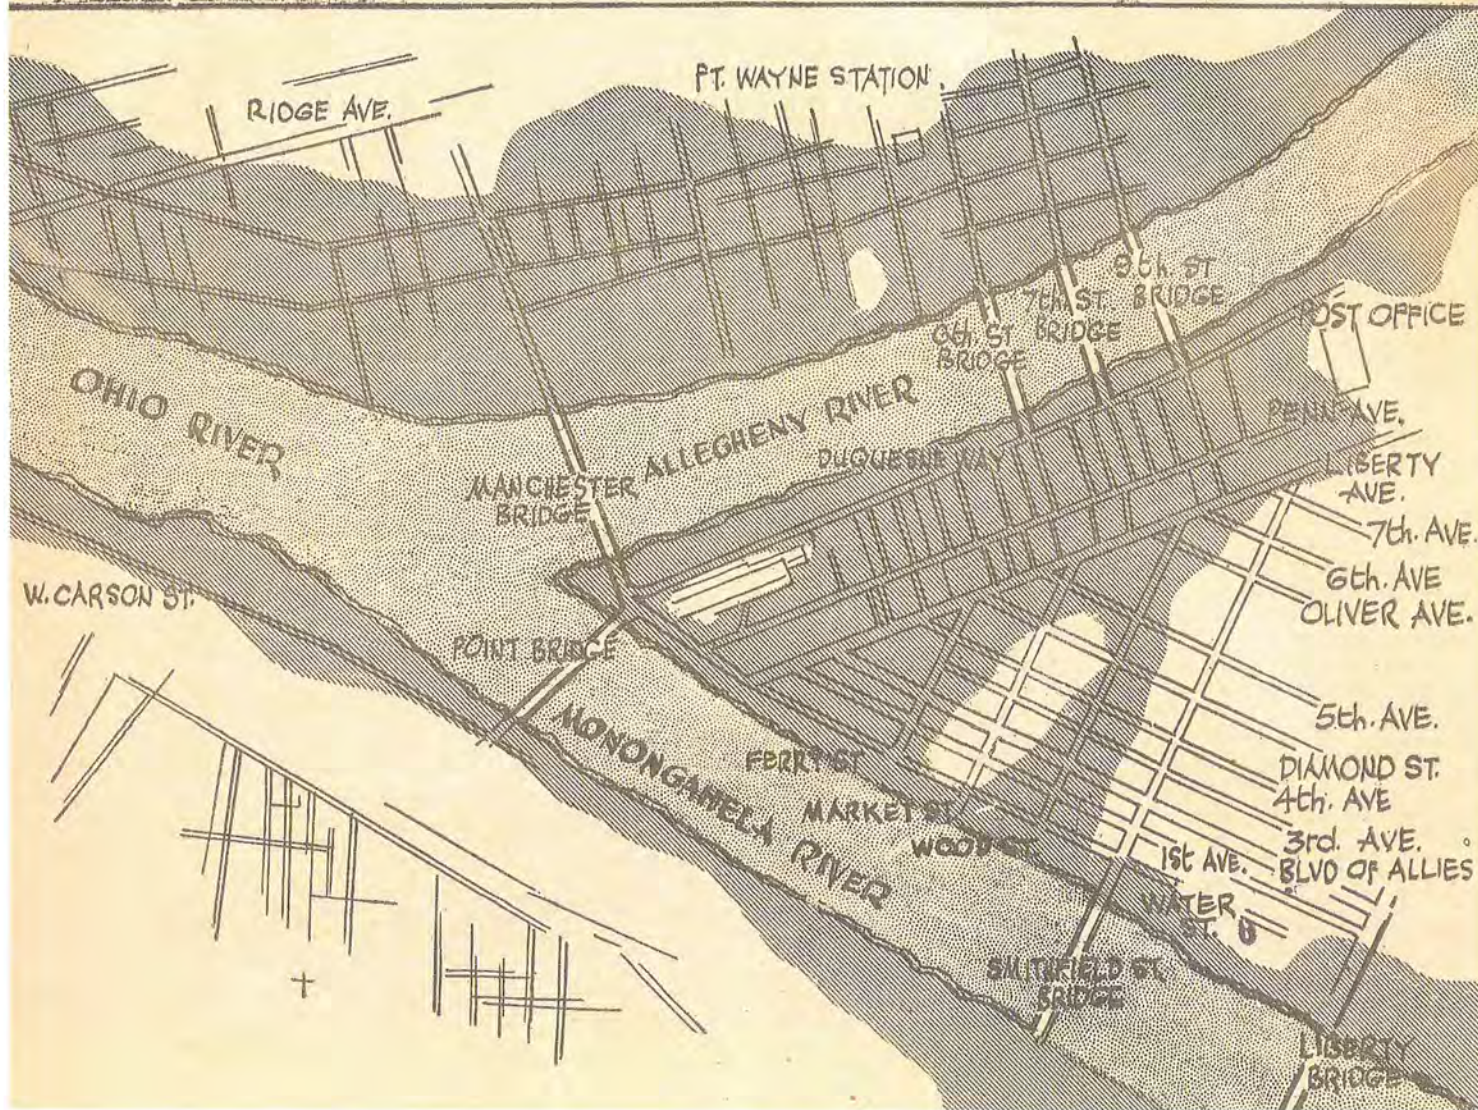 RIDGE AVE.
FT. WAYNE STATION
9th ST
BRIDGE
7th ST.
BRIDGE
6th ST
BRIDGE
POST OFFICE
OHIO RIVER
ALLEGHENY RIVER
DUQUESNE WAY
PENN AVE.
LIBERTY
AVE.
MANCHESTER
BRIDGE
7th. AVE.
6th. AVE
OLIVER AVE.
W. CARSON ST.
POINT BRIDGE
MONONGAHELA RIVER
5th. AVE.
FERRY ST
DIAMOND ST.
4th. AVE
MARKET ST
WOOD ST.
3rd. AVE.
1st AVE.
BLVD OF ALLIES
WATER
ST.
SMITHFIELD ST.
BRIDGE
LIBERTY
BRIDGE